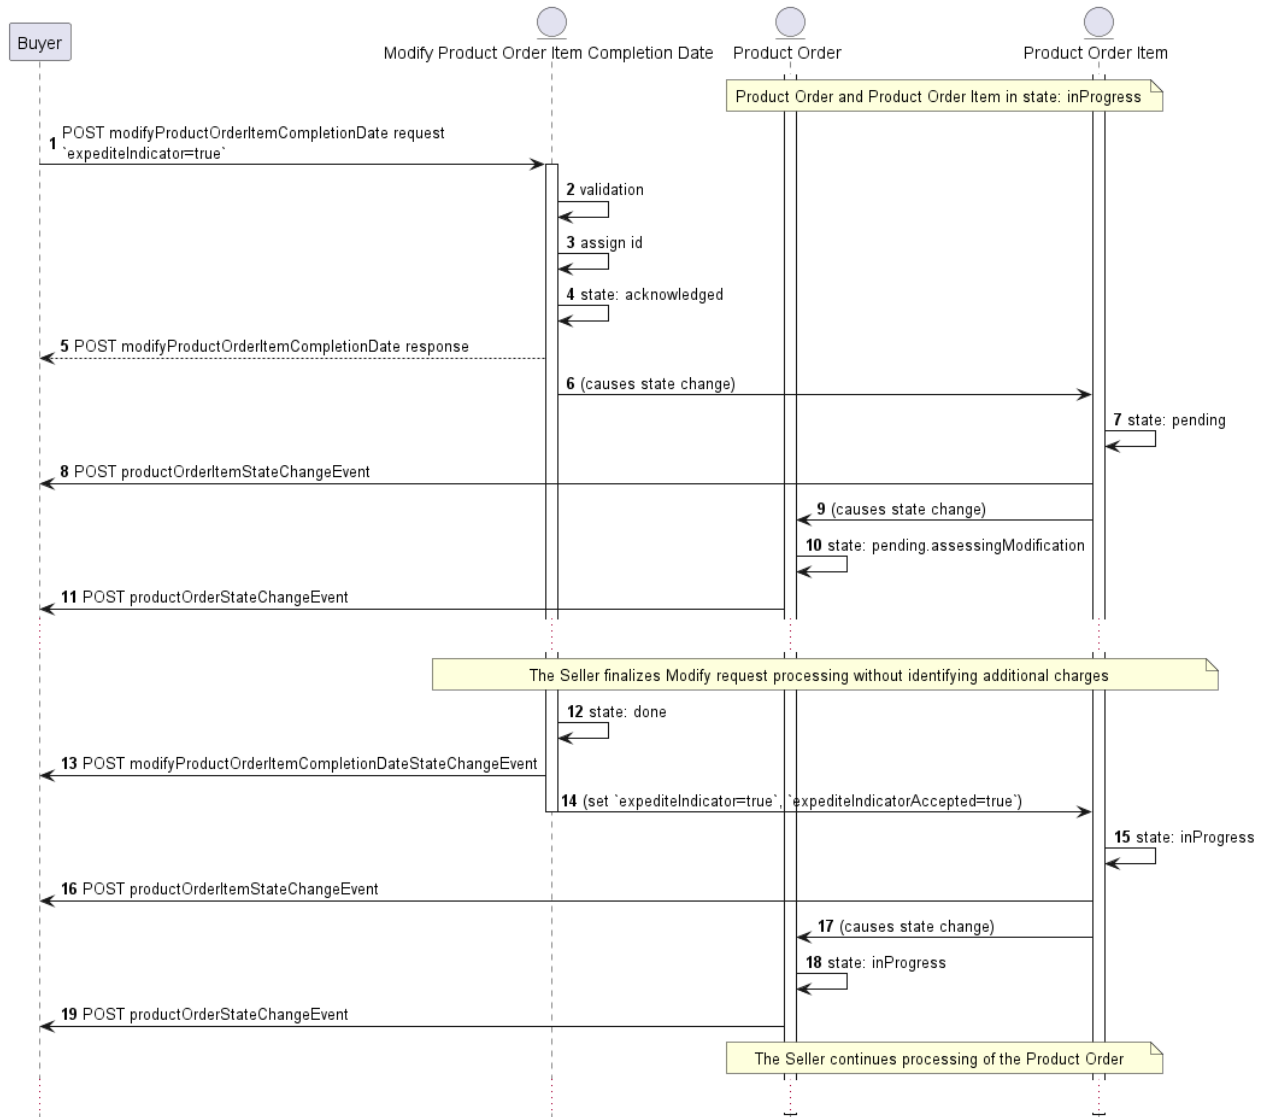 Buyer
Modify Product Order Item Completion Date
Product Order
Product Order Item
Product Order and Product Order Item in state: inProgress
1 POST modifyProductOrderItemCompletionDate request
`expediteIndicator=true`
2 validation
3 assign id
4 state: acknowledged
5 POST modifyProductOrderItemCompletionDate response
6 (causes state change)
7 state: pending
8 POST productOrderItemStateChangeEvent
9 (causes state change)
10 state: pending.assessingModification
11 POST productOrderStateChangeEvent
The Seller finalizes Modify request processing without identifying additional charges
12 state: done
13 POST modifyProductOrderItemCompletionDateStateChangeEvent
14 (set `expediteIndicator=true`, `expediteIndicatorAccepted=true`)
15 state: inProgress
16 POST productOrderItemStateChangeEvent
17 (causes state change)
18 state: inProgress
19 POST productOrderStateChangeEvent
The Seller continues processing of the Product Order